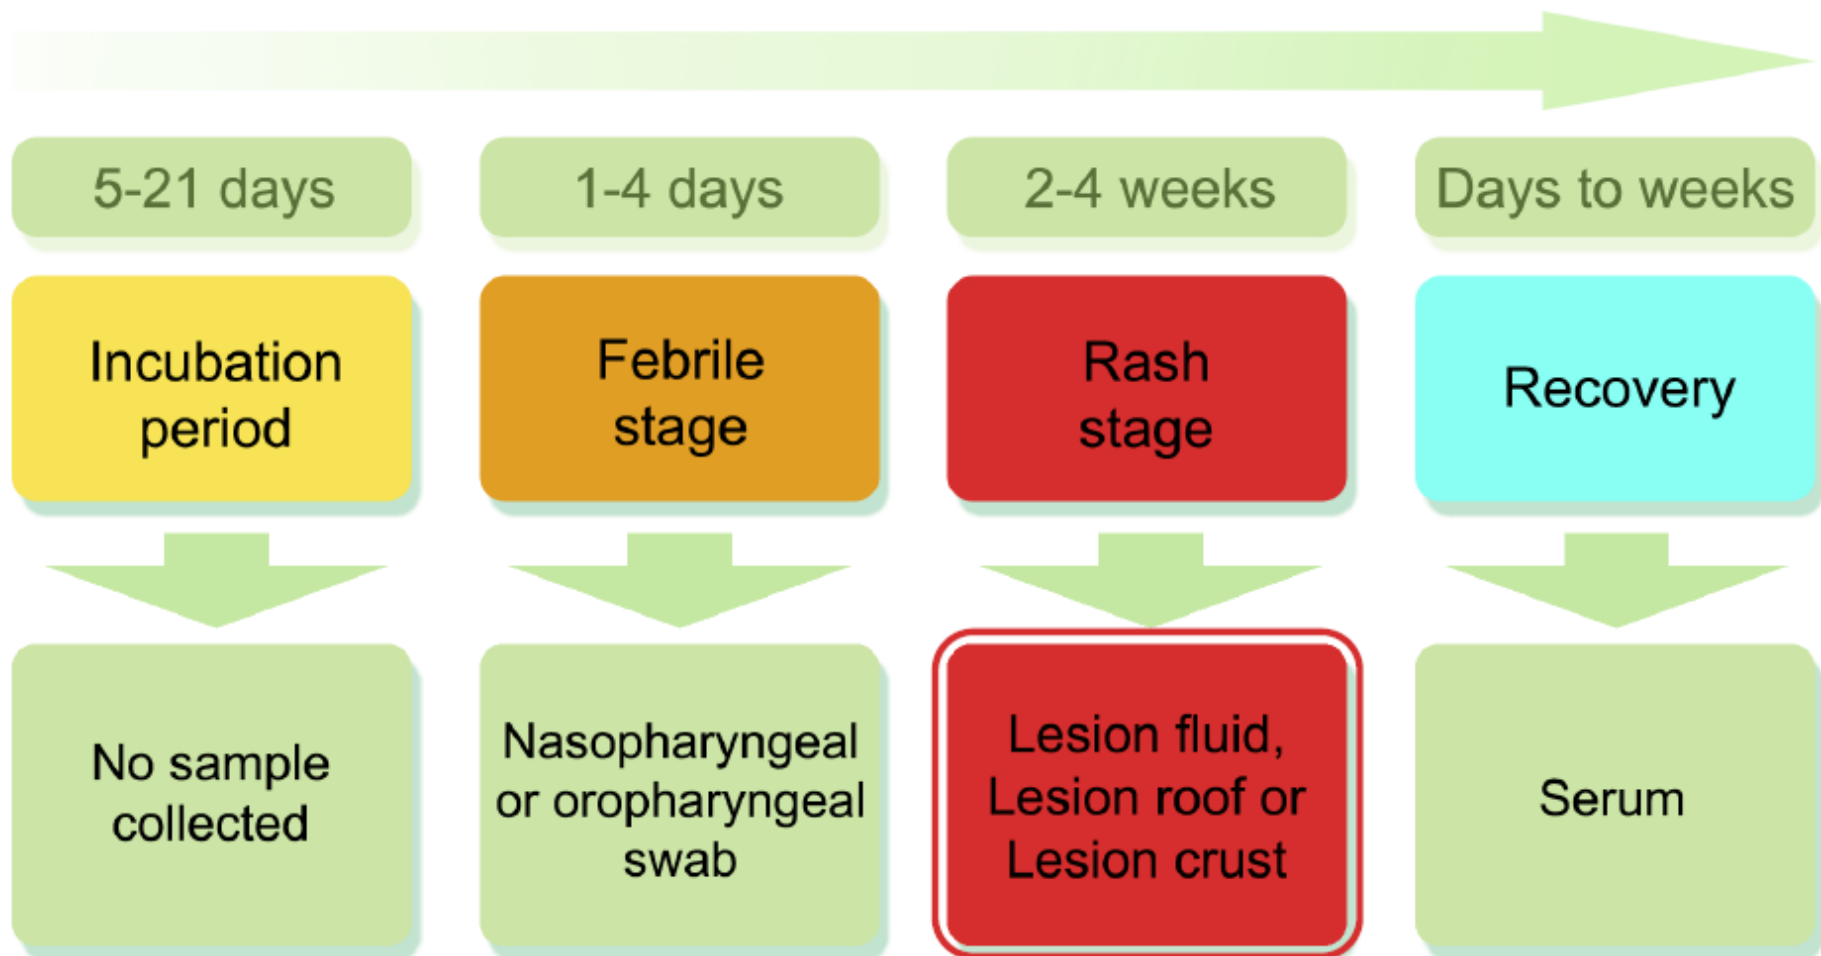 5-21 days
1-4 days
2-4 weeks
Days to weeks
Incubation
period
Febrile
stage
Rash
stage
Recovery
No sample
collected
Nasopharyngeal
or oropharyngeal
swab
Lesion fluid,
Lesion roof or
Lesion crust
Serum